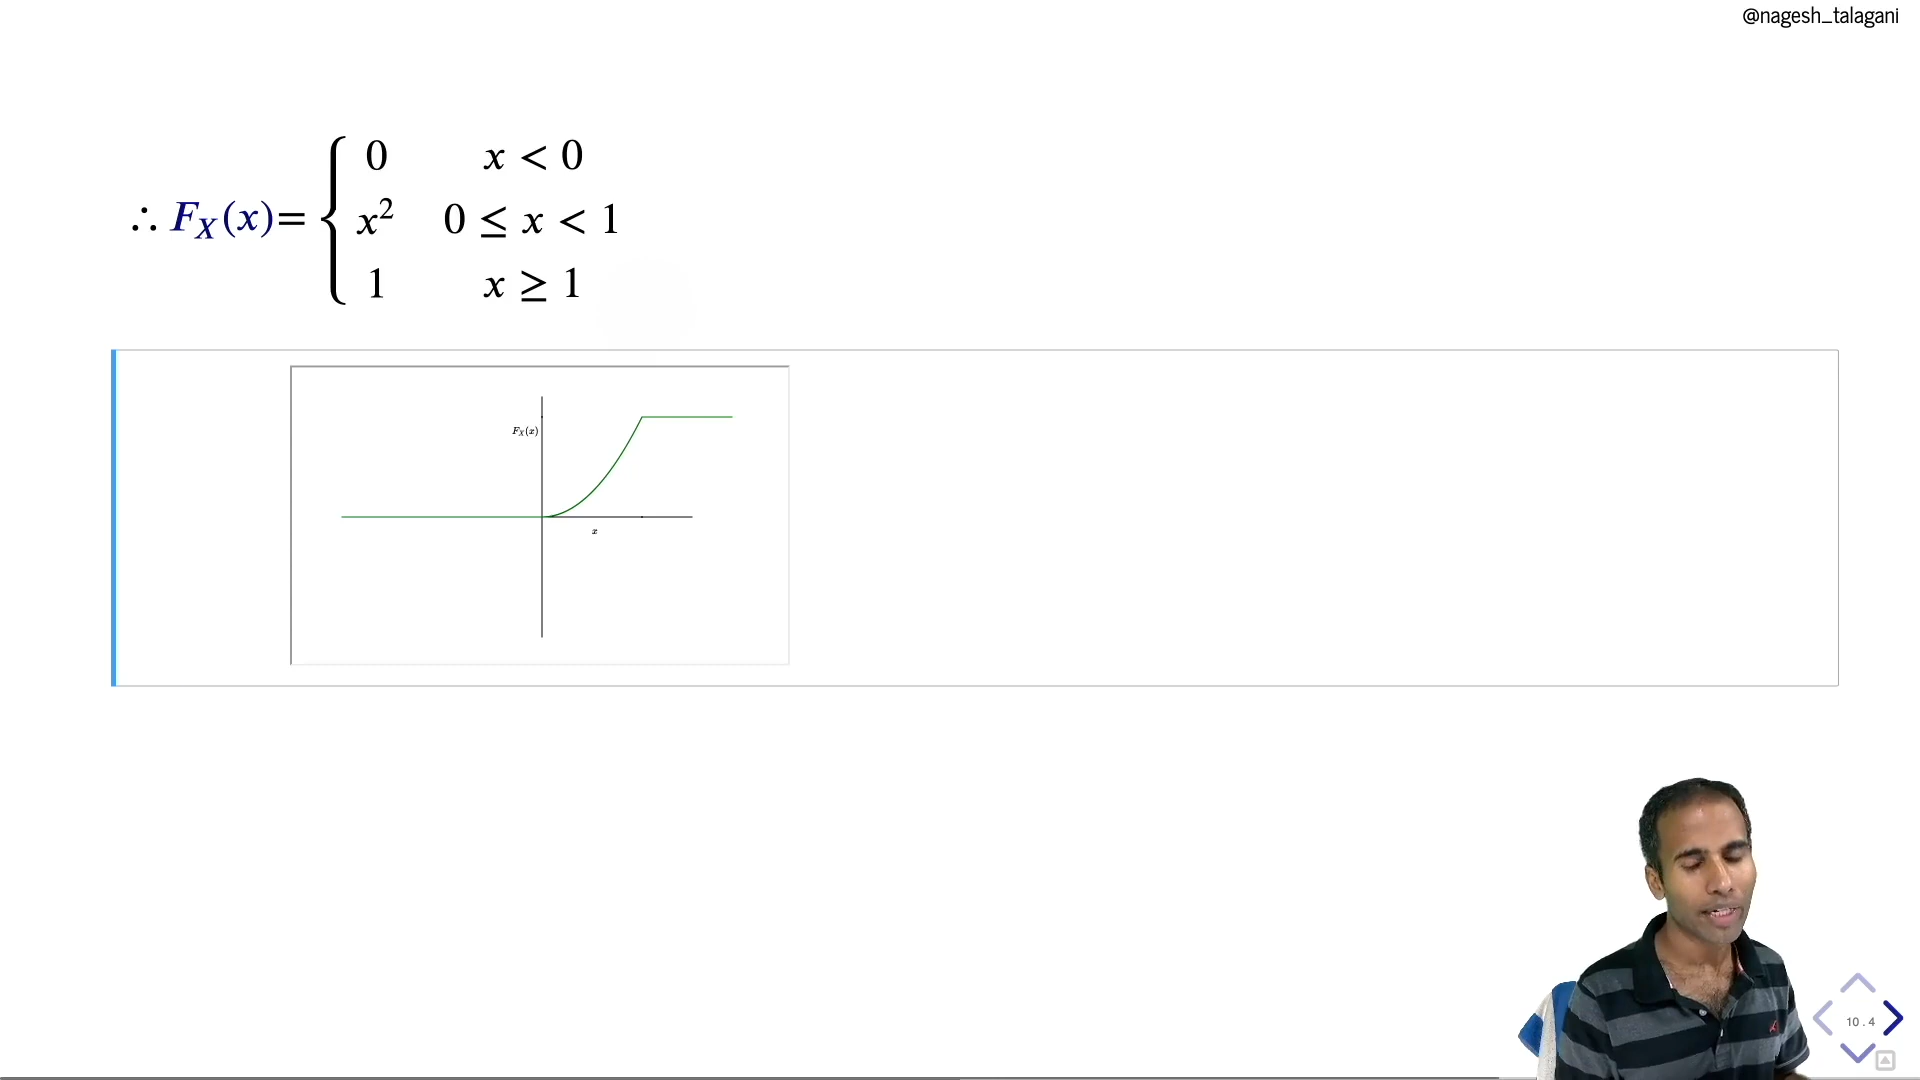 @nagesh_talagani
∴ F_X(x)= { 0 x < 0
x² 0 ≤ x < 1
1 x ≥ 1
F_X(x)
x
10 . 4